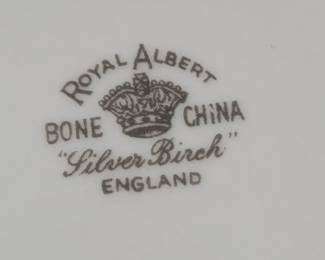 ROYAL ALBERT
BONE CHINA
"Silver Birch"
ENGLAND